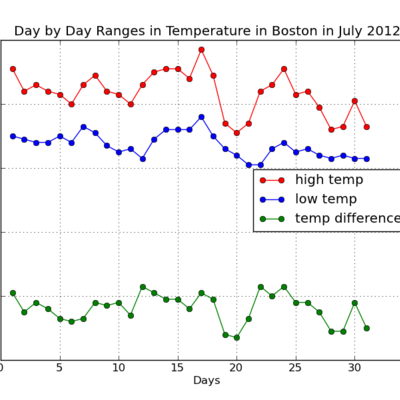 Day by Day Ranges in Temperature in Boston in July 2012
high temp
low temp
temp difference
0 5 10 15 20 25 30
Days